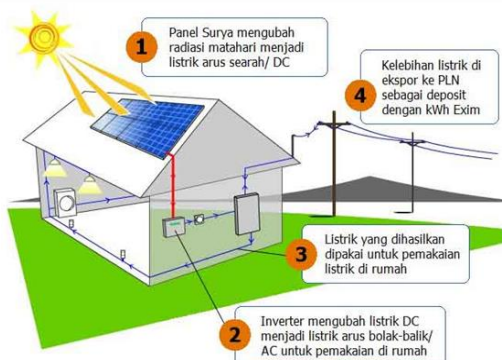 1
Panel Surya mengubah
radiasi matahari menjadi
listrik arus searah/ DC
Kelebihan listrik di
ekspor ke PLN
sebagai deposit
dengan kWh Exim
4
3
Listrik yang dihasilkan
dipakai untuk pemakaian
listrik di rumah
2
Inverter mengubah listrik DC
menjadi listrik arus bolak-balik/
AC untuk pemakaian di rumah